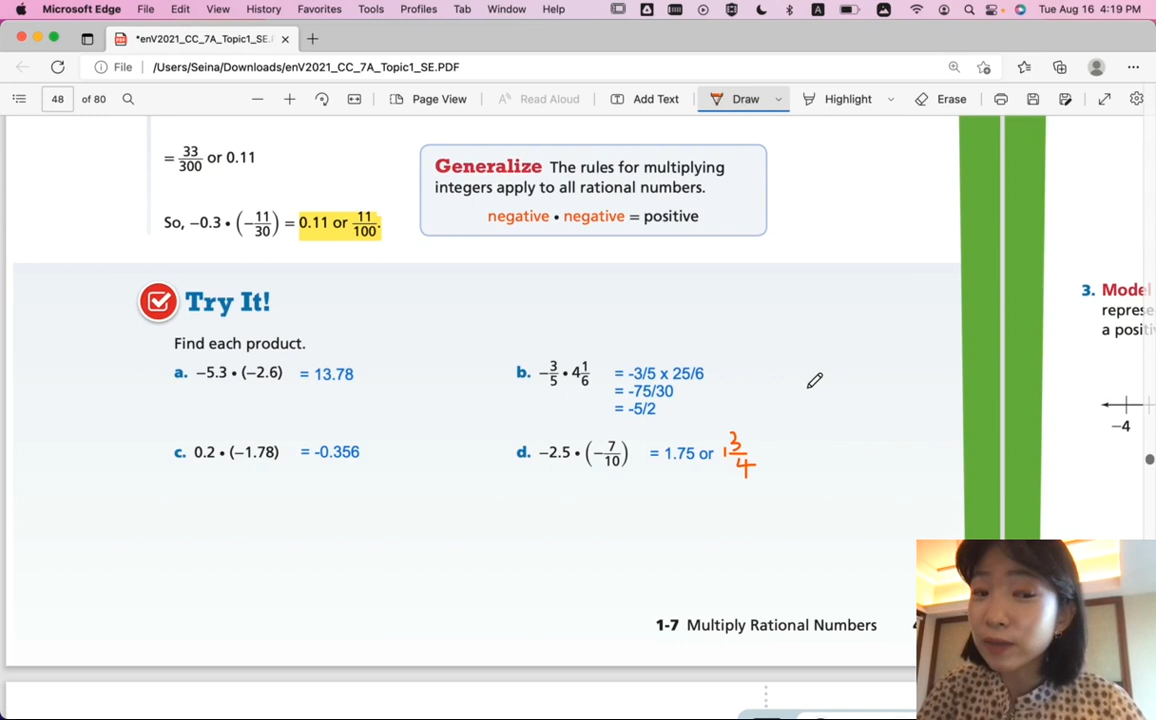 Microsoft Edge File Edit View History Favorites Tools Profiles Tab Window Help A Tue Aug 16 4:19 PM
*enV2021_CC_7A_Topic1_SE.
File /Users/Seina/Downloads/enV2021_CC_7A_Topic1_SE.PDF
48 of 80 Page View Read Aloud Add Text Draw Highlight Erase
= 33/300 or 0.11
Generalize The rules for multiplying
integers apply to all rational numbers.
negative • negative = positive
So, −0.3 • (−11/30) = 0.11 or 11/100.
Try It!
Find each product.
a. −5.3 • (−2.6) = 13.78
b. −3/5 • 4 1/6 = -3/5 x 25/6
= -75/30
= -5/2
c. 0.2 • (−1.78) = -0.356
d. −2.5 • (−7/10) = 1.75 or 1 3/4
3. Model
a positi
−4
1-7 Multiply Rational Numbers